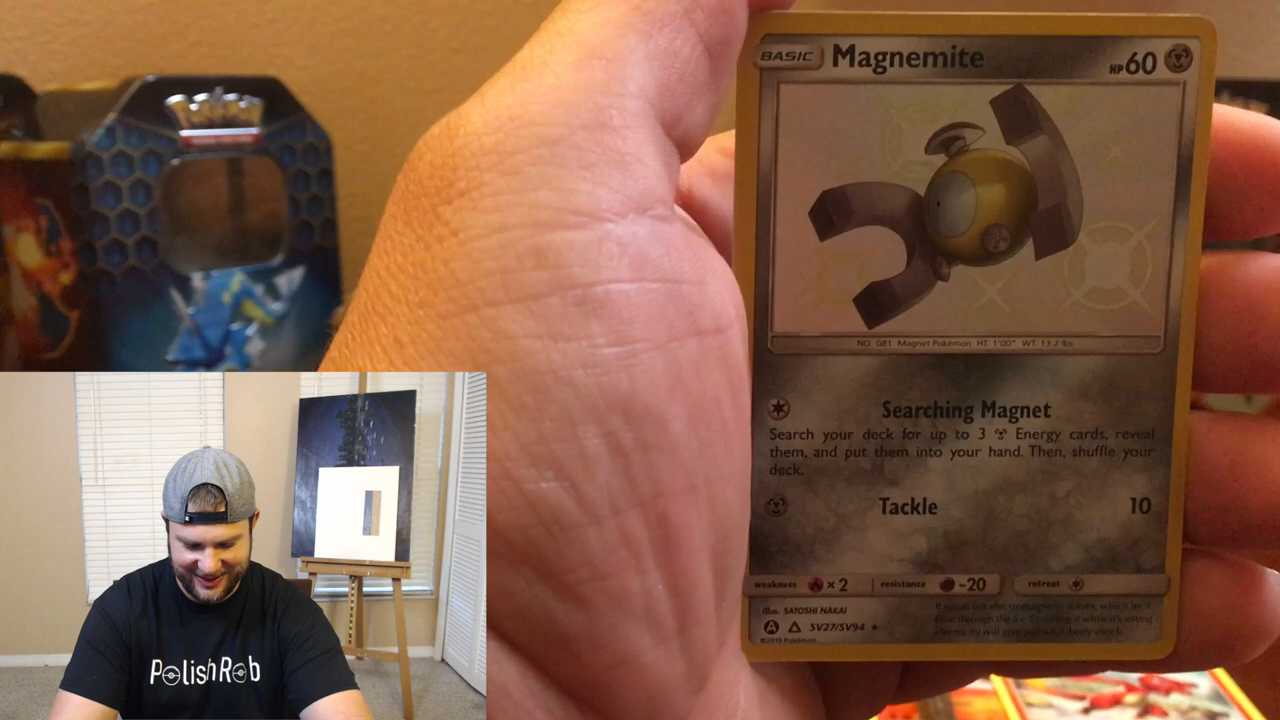 BASIC Magnemite HP 60
NO. 081 Magnet Pokémon HT: 1'00" WT: 13.2 lbs
Searching Magnet
Search your deck for up to 3 Energy cards, reveal
them, and put them into your hand. Then, shuffle your
deck.
Tackle 10
weakness ×2 resistance -20 retreat
Illus. SATOSHI NAKAI
A SV27/SV94 ★
©2019 Pokémon
PolishRob